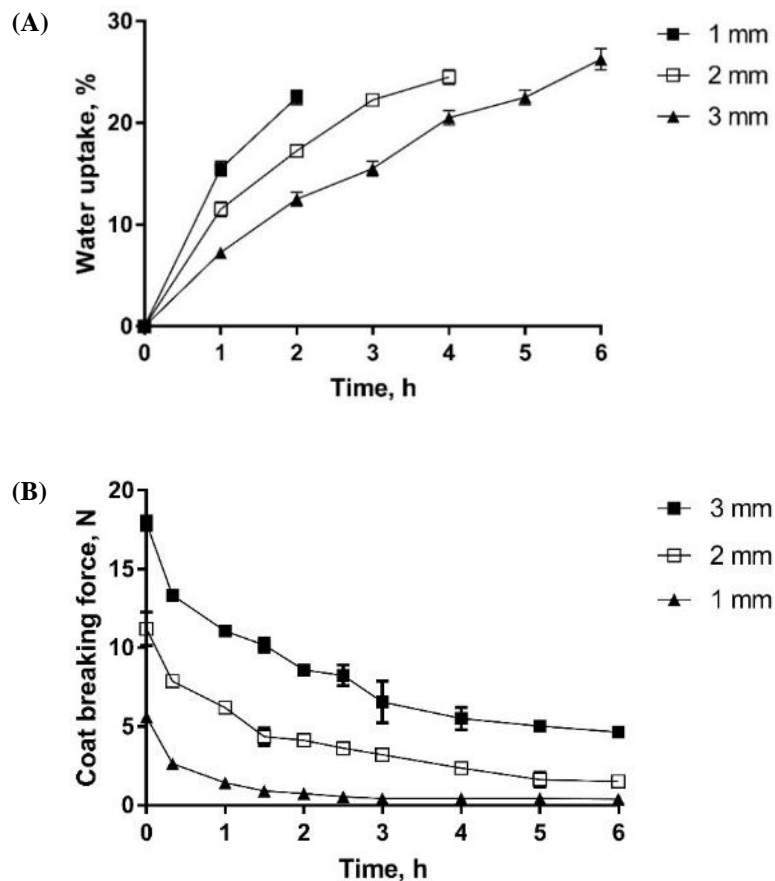 (A)
30
20
10
0
Water uptake, %
0 1 2 3 4 5 6
Time, h
1 mm
2 mm
3 mm
(B)
20
15
10
5
0
Coat breaking force, N
0 1 2 3 4 5 6
Time, h
3 mm
2 mm
1 mm